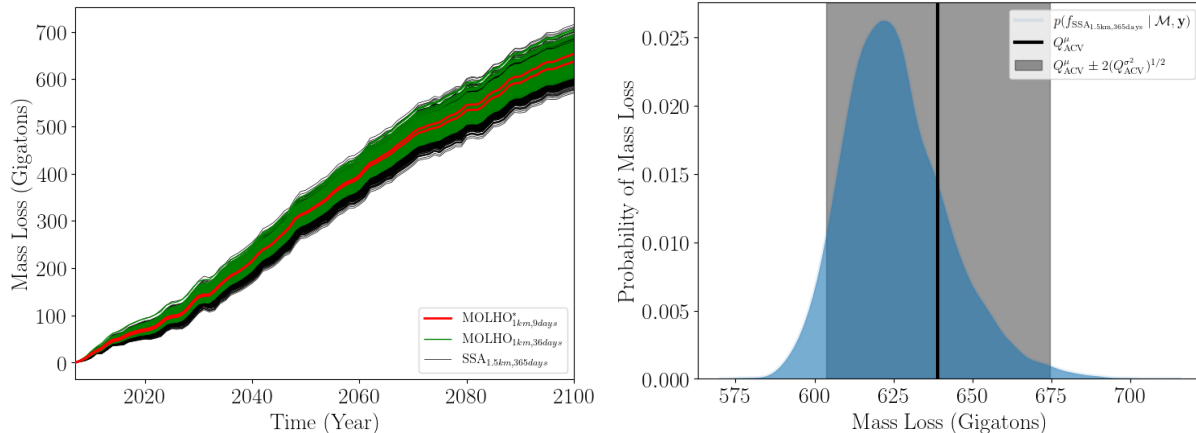 700
600
500
400
300
200
100
0
Mass Loss (Gigatons)
2020 2040 2060 2080 2100
Time (Year)
MOLHO*1km,9days
MOLHO1km,36days
SSA1.5km,365days
0.025
0.020
0.015
0.010
0.005
0.000
Probability of Mass Loss
575 600 625 650 675 700
Mass Loss (Gigatons)
p(fSSA1.5km,365days | M, y)
QμACV
QμACV ± 2(Qσ2ACV)1/2